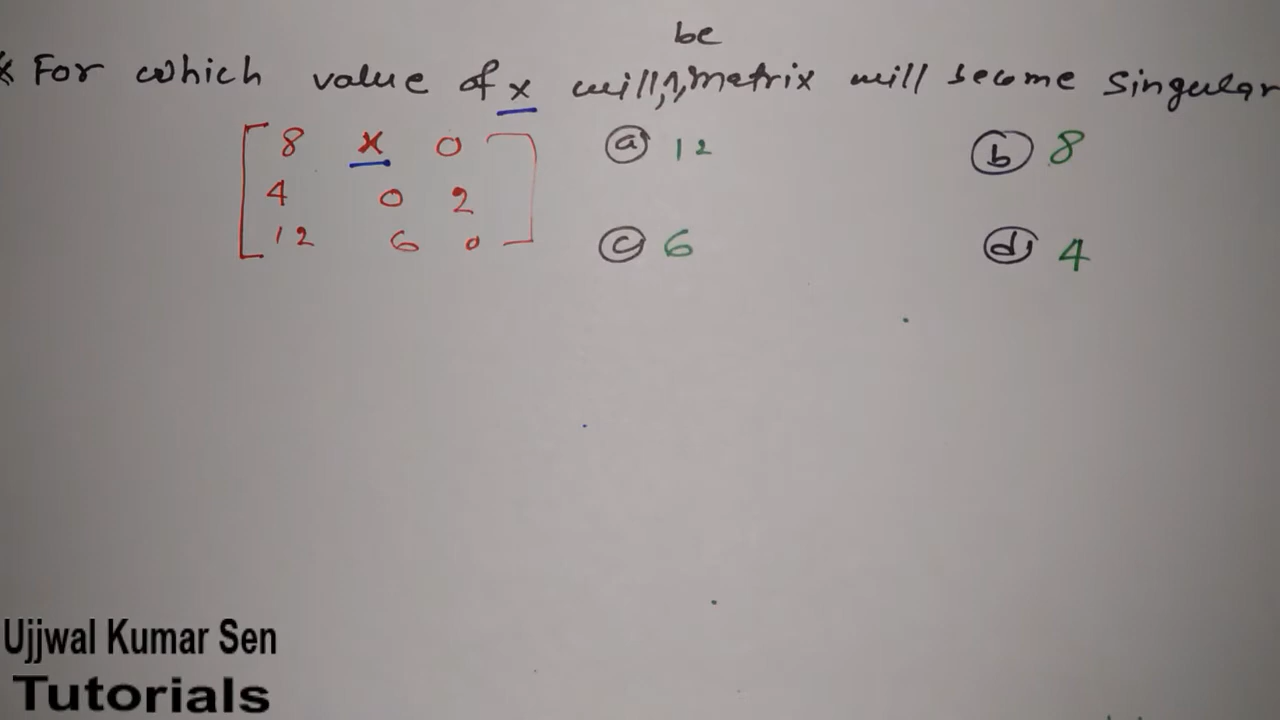 be
* For which value of x will, 1, matrix will become Singular
8 x 0
4 0 2
12 6 0
(a) 12 (b) 8
(c) 6 (d) 4
Ujjwal Kumar Sen
Tutorials